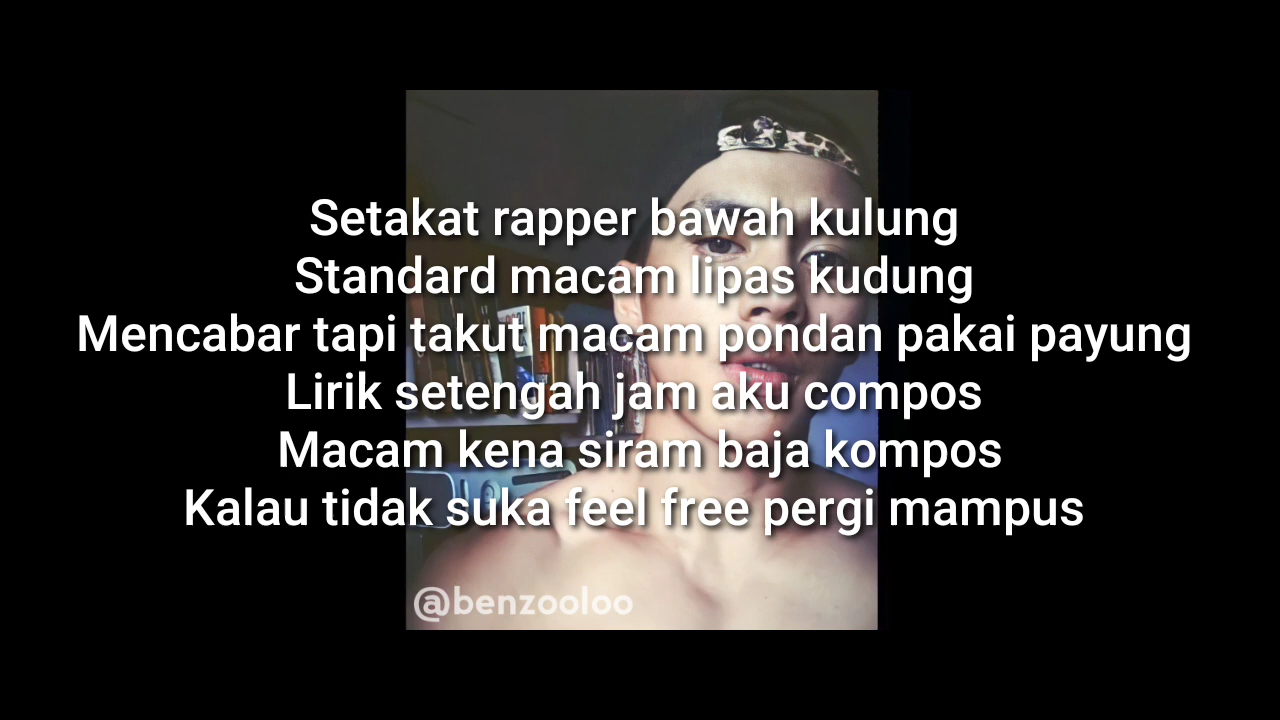 Setakat rapper bawah kulung
Standard macam lipas kudung
Mencabar tapi takut macam pondan pakai payung
Lirik setengah jam aku compos
Macam kena siram baja kompos
Kalau tidak suka feel free pergi mampus
@benzooloo